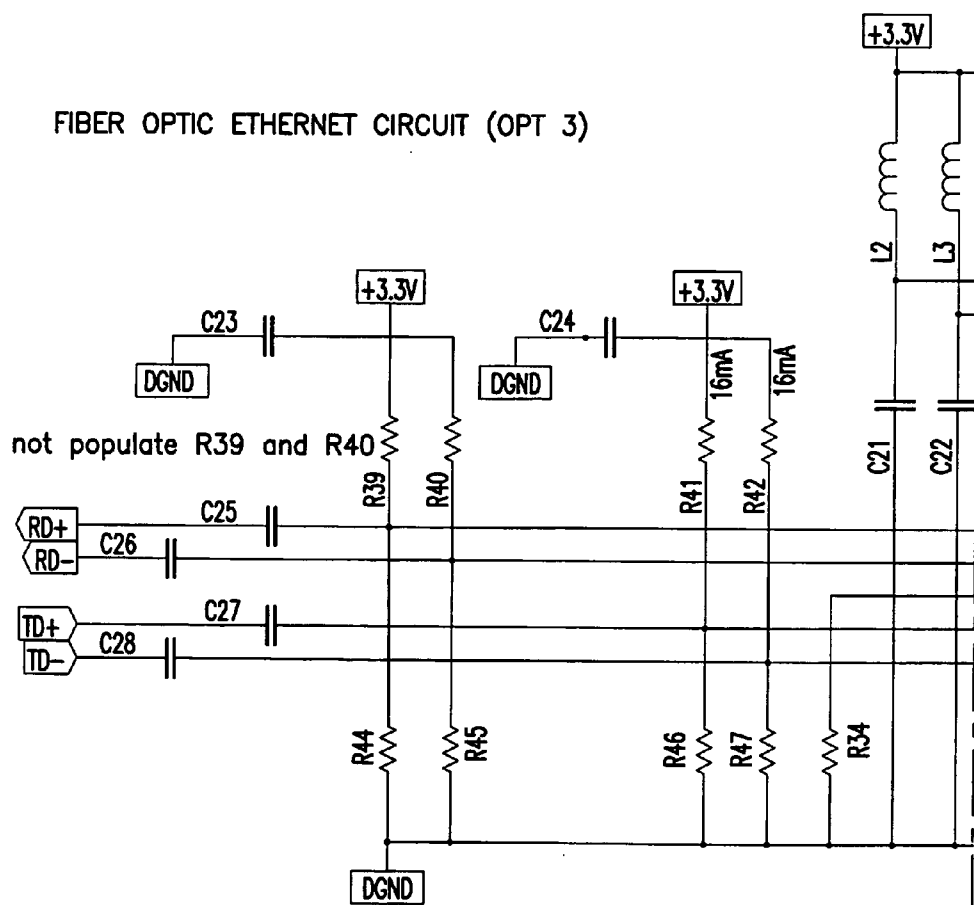 +3.3V
FIBER OPTIC ETHERNET CIRCUIT (OPT 3)
L2
L3
+3.3V
+3.3V
C23
C24
DGND
DGND
16mA
16mA
not populate R39 and R40
R39
R40
R41
R42
C21
C22
C25
RD+
C26
RD-
C27
TD+
C28
TD-
R44
R45
R46
R47
R34
DGND